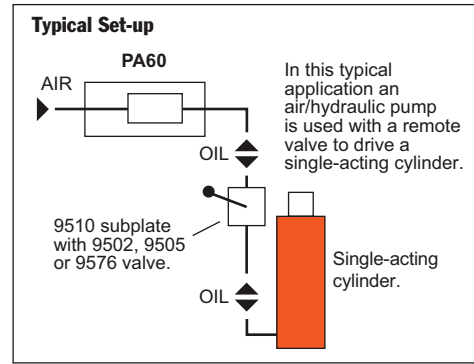 Typical Set-up
PA60
AIR
In this typical
application an
air/hydraulic pump
is used with a remote
valve to drive a
single-acting cylinder.
OIL
9510 subplate
with 9502, 9505
or 9576 valve.
OIL
Single-acting
cylinder.